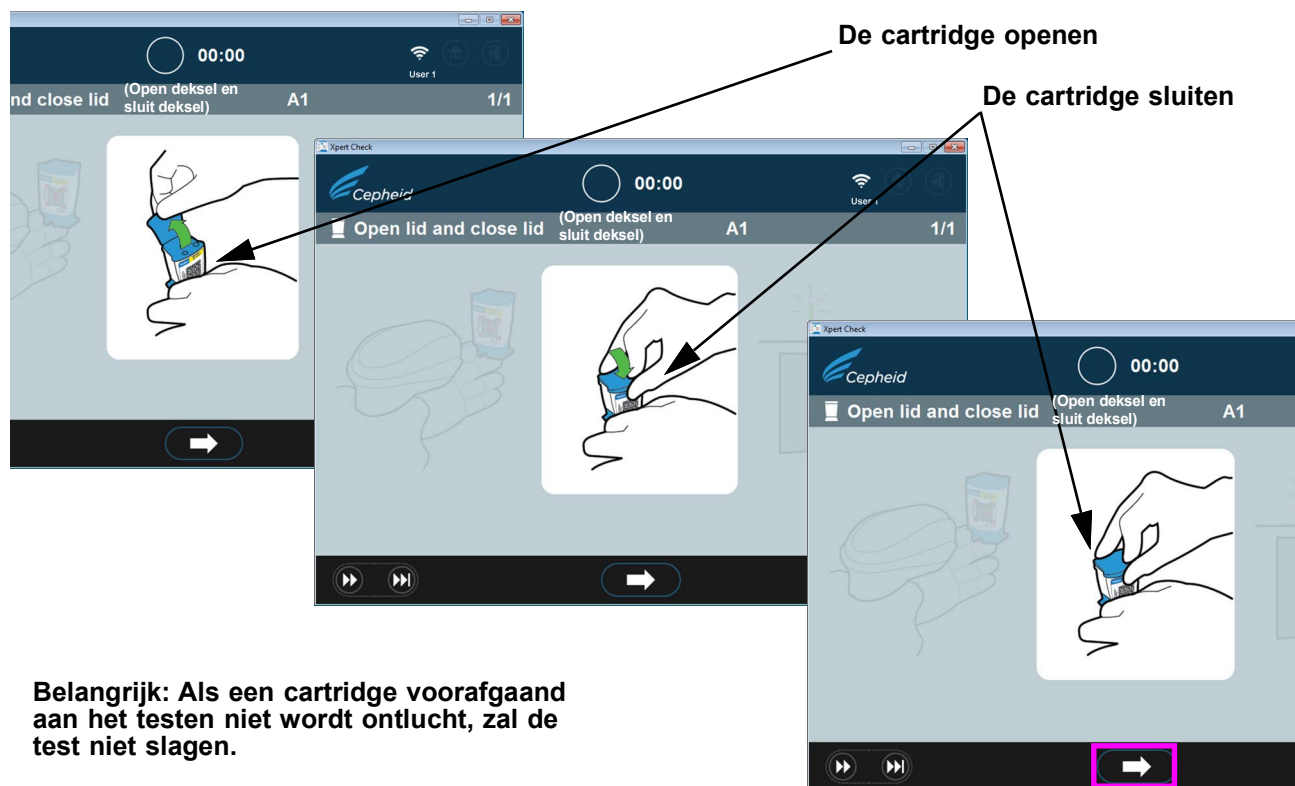 De cartridge openen
De cartridge sluiten
00:00
User 1
nd close lid
(Open deksel en
sluit deksel)
A1
1/1
Xpert Check
Cepheid
00:00
User 1
Open lid and close lid
(Open deksel en
sluit deksel)
A1
1/1
Xpert Check
Cepheid
00:00
Open lid and close lid
(Open deksel en
sluit deksel)
A1
Belangrijk: Als een cartridge voorafgaand
aan het testen niet wordt ontlucht, zal de
test niet slagen.